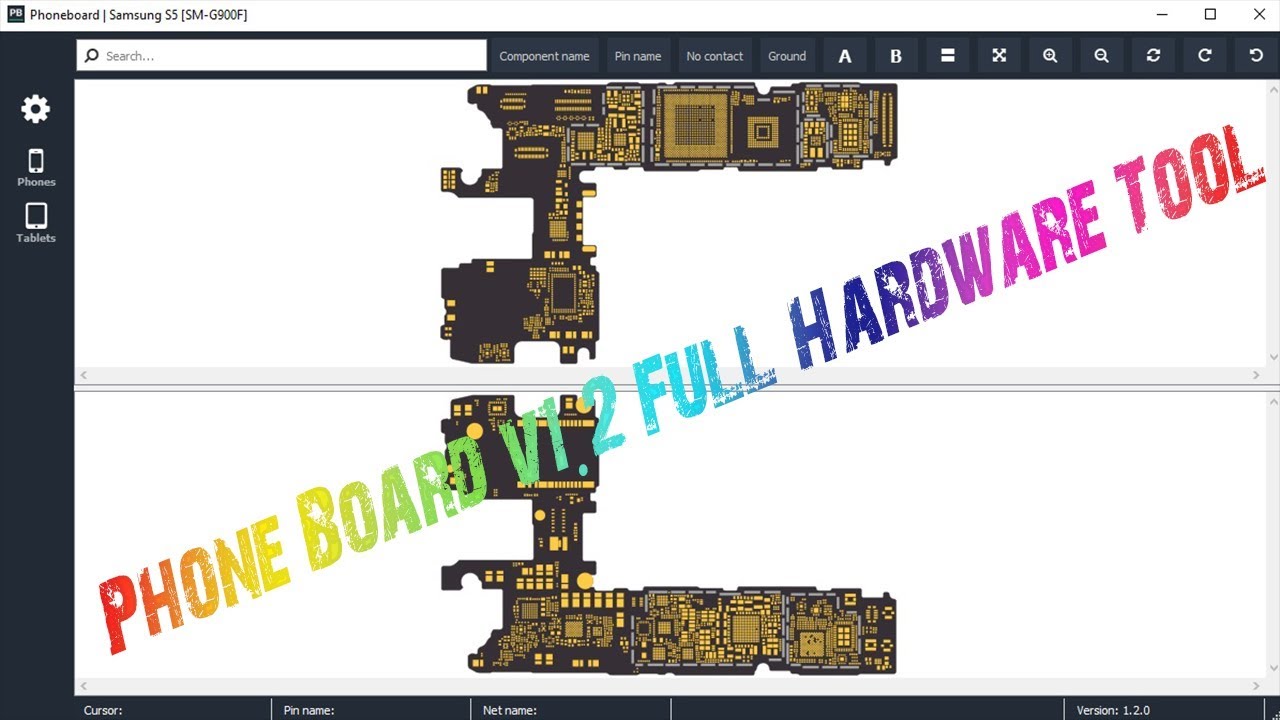 PB Phoneboard | Samsung S5 [SM-G900F]
Search... Component name Pin name No contact Ground A B
Phones
Tablets
PHONE BOARD V1.2 FULL HARDWARE TOOL
Cursor: Pin name: Net name: Version: 1.2.0